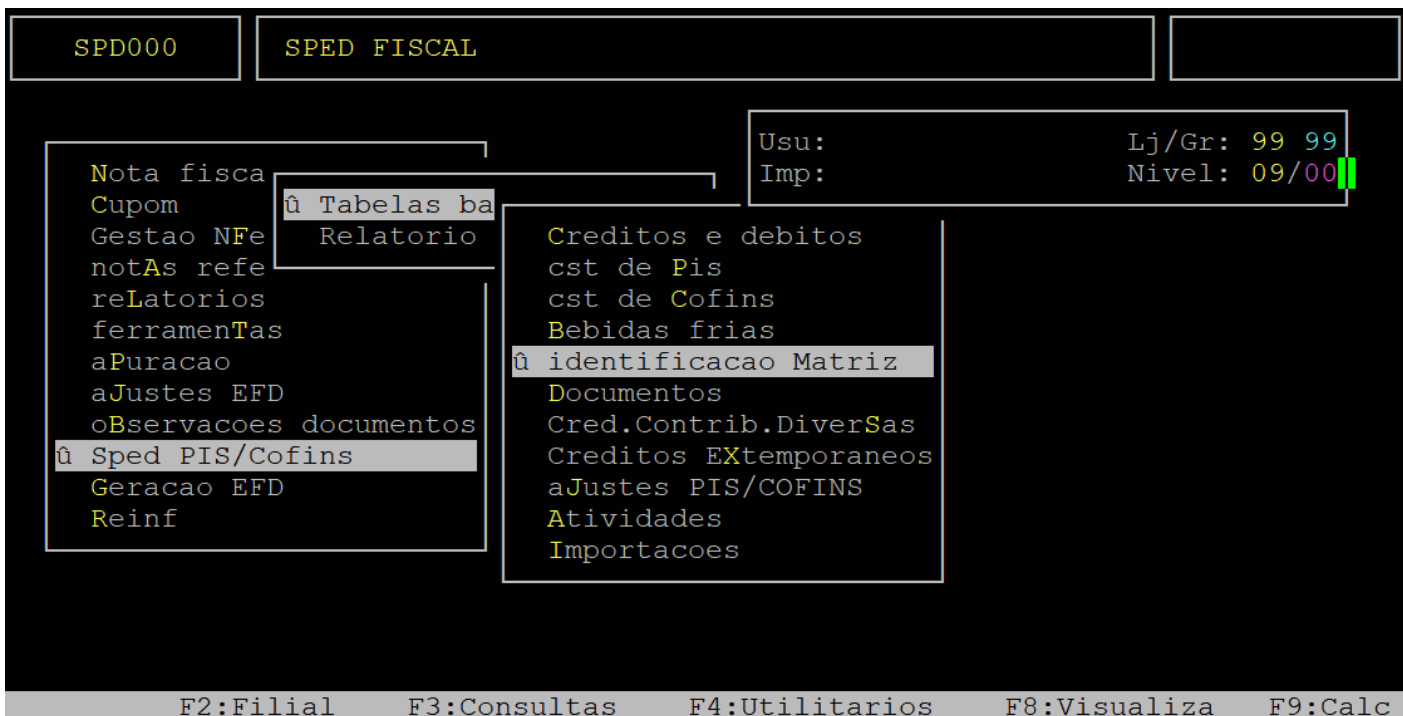 SPD000 SPED FISCAL
Usu: Lj/Gr: 99 99
Imp: Nivel: 09/00
Nota fisca
Cupom
Gestao NFe
notAs refe
reLatorios
ferramenTas
aPuracao
aJustes EFD
oBservacoes documentos
û Sped PIS/Cofins
Geracao EFD
Reinf
û Tabelas ba
Relatorio
Creditos e debitos
cst de Pis
cst de Cofins
Bebidas frias
û identificacao Matriz
Documentos
Cred.Contrib.DiverSas
Creditos EXtemporaneos
aJustes PIS/COFINS
Atividades
Importacoes
F2:Filial F3:Consultas F4:Utilitarios F8:Visualiza F9:Calc